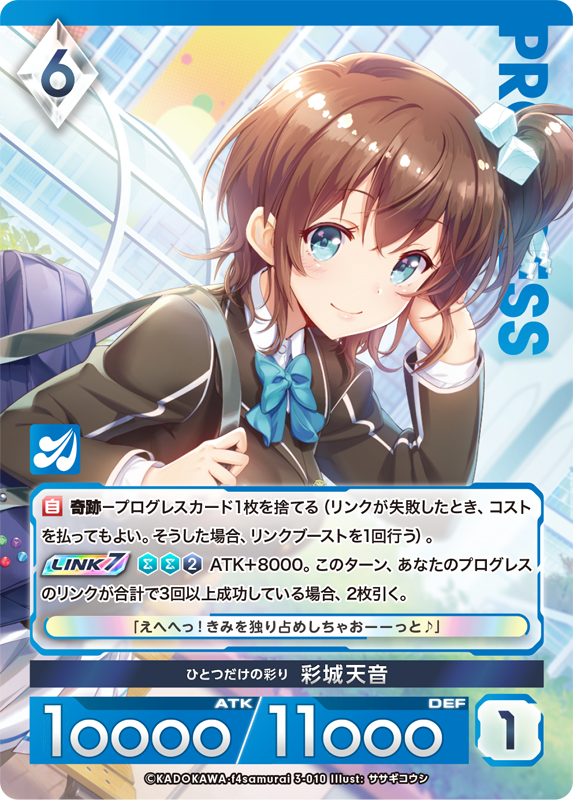 6
PROGRESS
自 奇跡－プログレスカード1枚を捨てる（リンクが失敗したとき、コスト
を払ってもよい。そうした場合、リンクブーストを1回行う）。
LINK 7 Σ Σ 2 ATK+8000。このターン、あなたのプログレス
のリンクが合計で3回以上成功している場合、2枚引く。
「えへへっ！きみを独り占めしちゃおーーっと♪」
ひとつだけの彩り 彩城天音
ATK DEF
10000/11000 1
©KADOKAWA-f4samurai 3-010 Illust: ササギコウシ